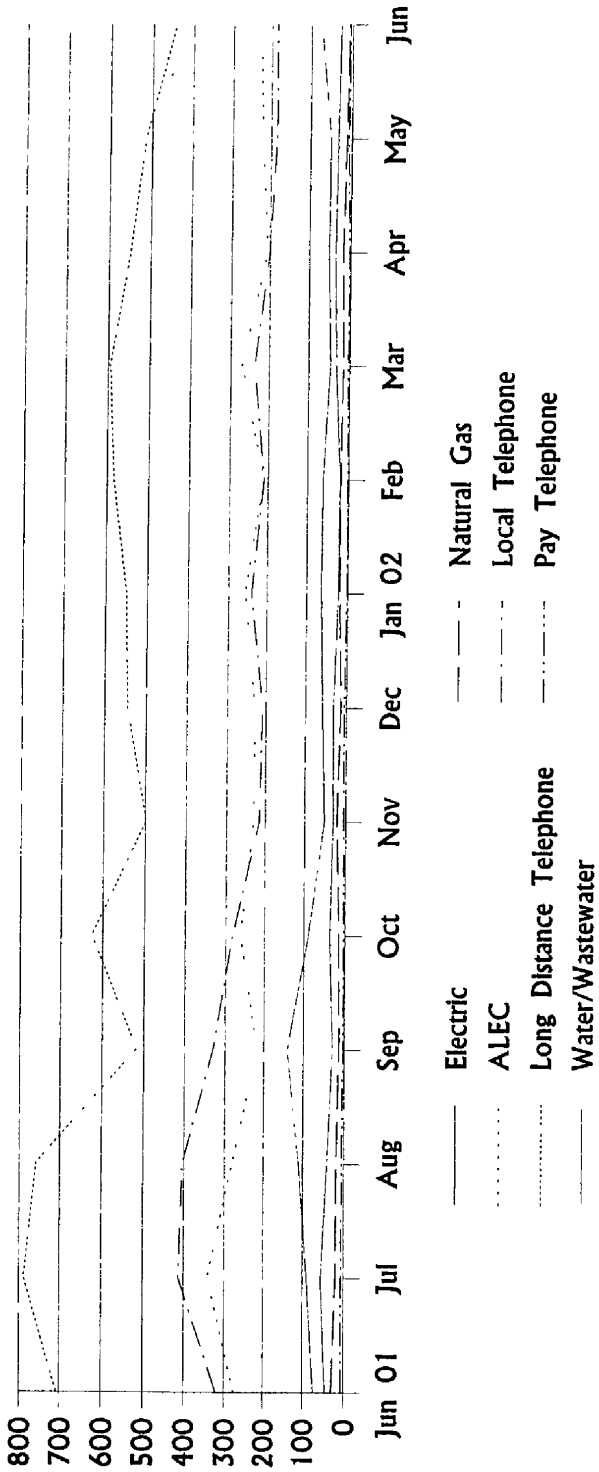 800
700
600
500
400
300
200
100
0
Jun 01 Jul Aug Sep Oct Nov Dec Jan 02 Feb Mar Apr May Jun
Electric
Natural Gas
ALEC
Local Telephone
Long Distance Telephone
Pay Telephone
Water/Wastewater